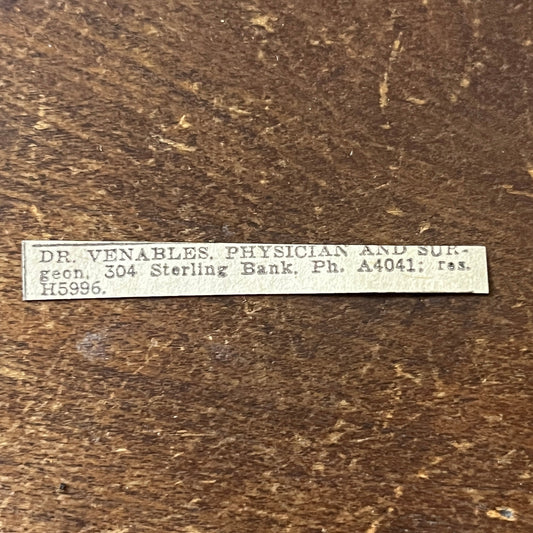 DR. VENABLES, PHYSICIAN AND SUR-
geon, 304 Sterling Bank, Ph. A4041; res.
H5996.